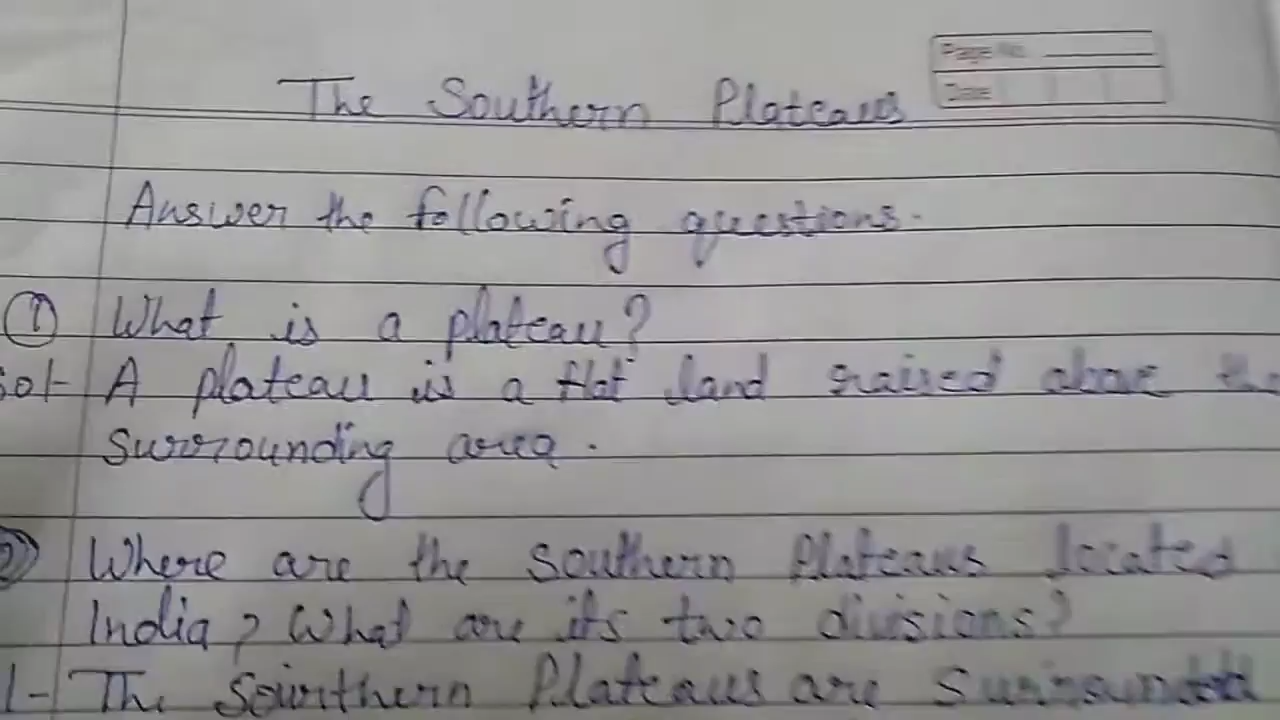 Page No.
Date
The Southern Plateaus
Answer the following questions.
1 What is a plateau?
Sol- A plateau is a flat land raised above the
surrounding area.
2 Where are the Southern Plateaus located
India? What are its two divisions?
The Sourthern Plateaus are